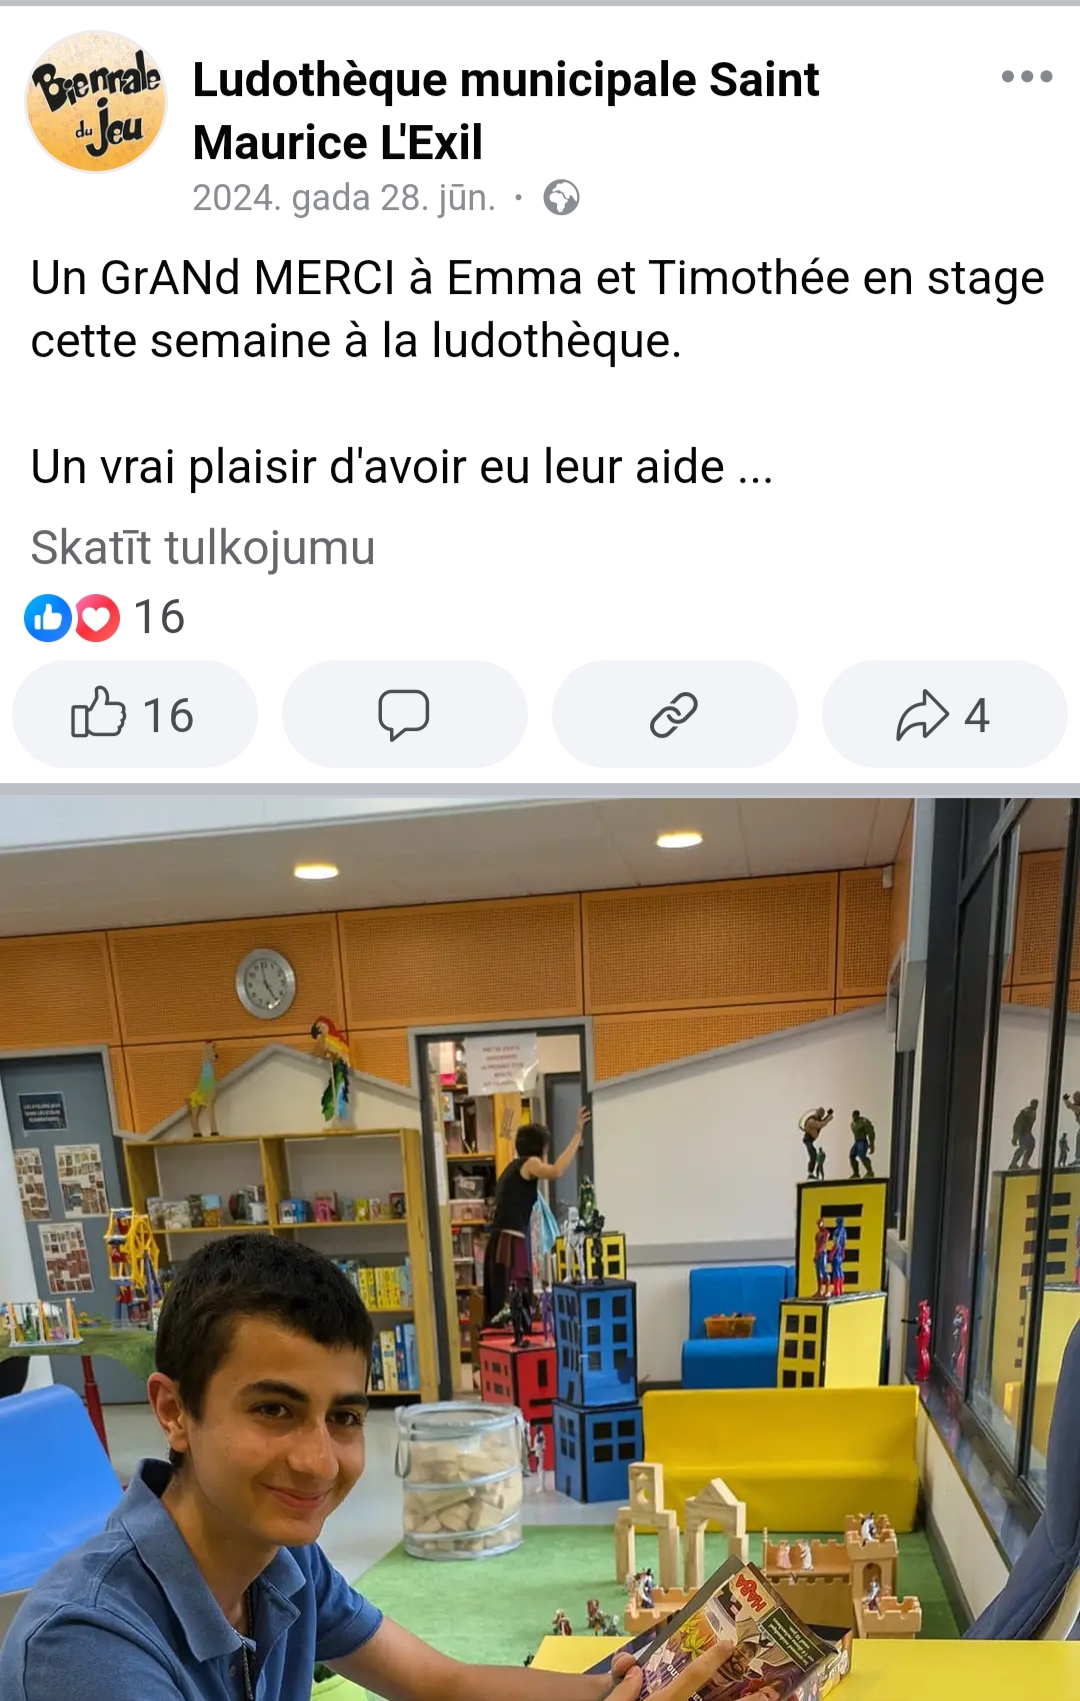 Biennale
du Jeu
Ludothèque municipale Saint
Maurice L'Exil
2024. gada 28. jūn.
Un GrANd MERCI à Emma et Timothée en stage
cette semaine à la ludothèque.
Un vrai plaisir d'avoir eu leur aide ...
Skatīt tulkojumu
16
16
4
HABA